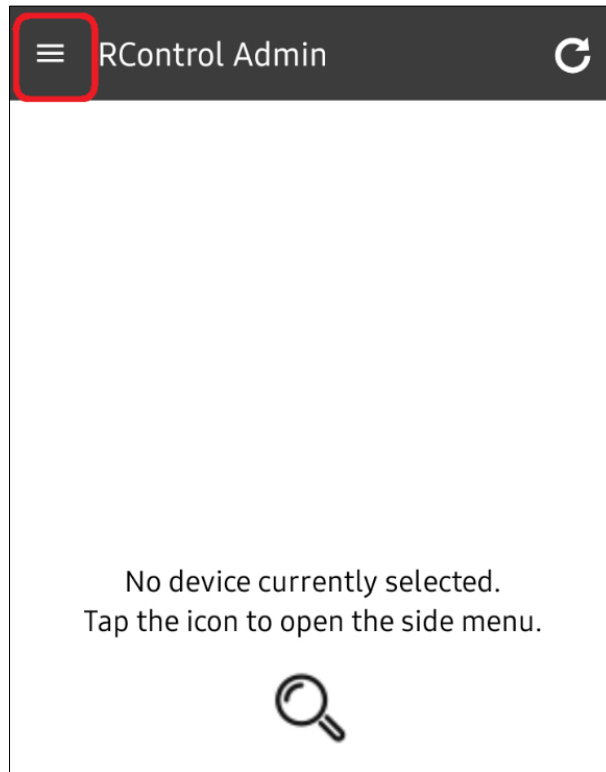 RControl Admin
No device currently selected.
Tap the icon to open the side menu.